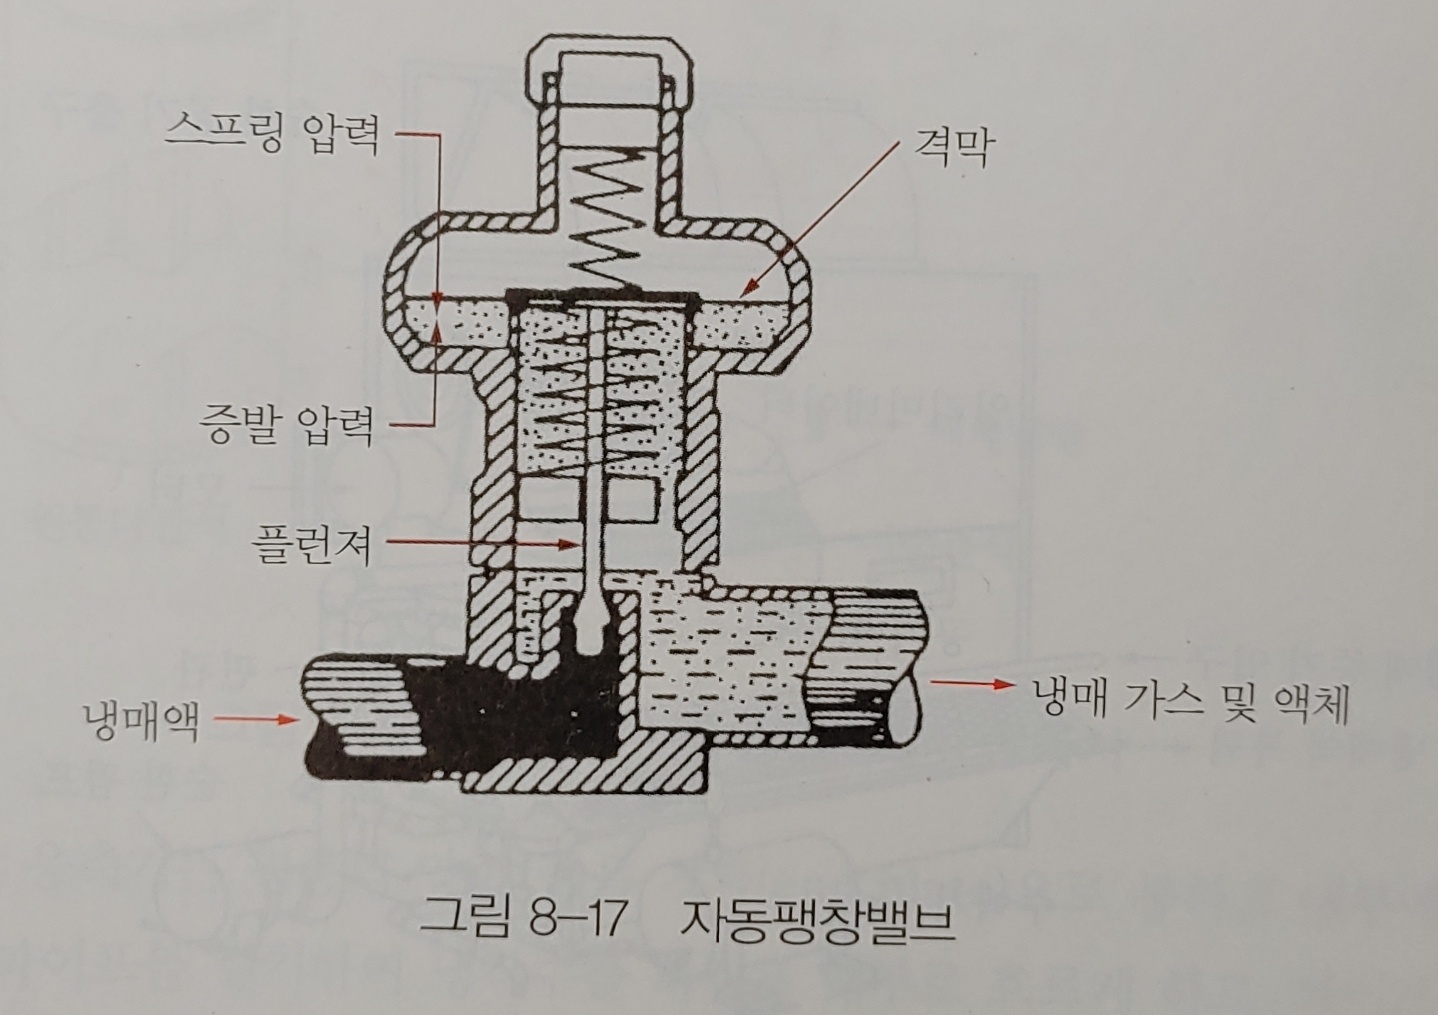 스프링 압력
격막
증발 압력
플런져
냉매액
냉매 가스 및 액체
그림 8-17 자동팽창밸브